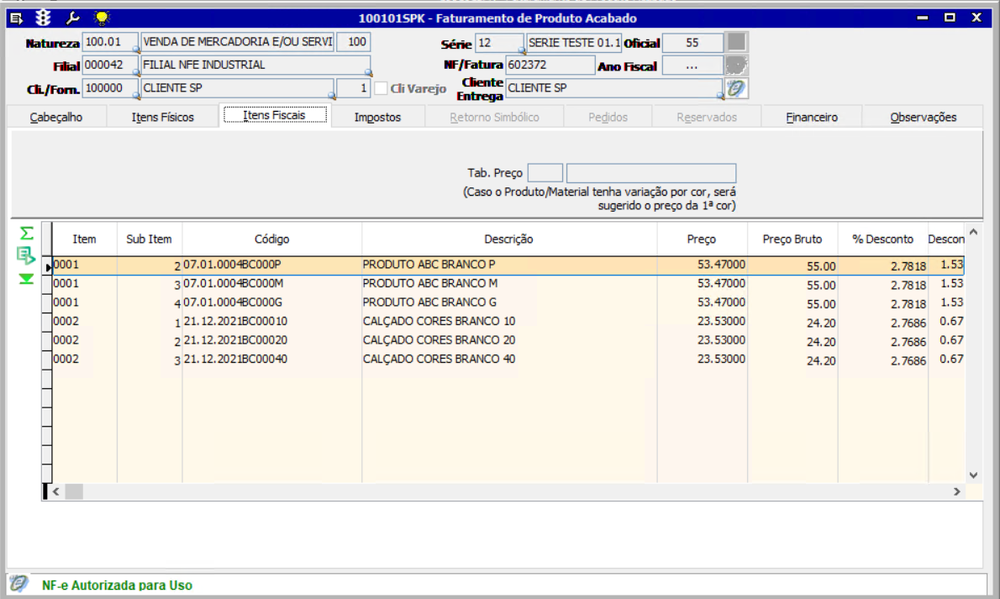 100101SPK - Faturamento de Produto Acabado
Natureza 100.01 VENDA DE MERCADORIA E/OU SERVI 100 Série 12 SERIE TESTE 01.1 Oficial 55
Filial 000042 FILIAL NFE INDUSTRIAL NF/Fatura 602372 Ano Fiscal ...
Cli./Forn. 100000 CLIENTE SP 1 Cli Varejo Cliente Entrega CLIENTE SP
Cabeçalho Itens Físicos Itens Fiscais Impostos Retorno Simbólico Pedidos Reservados Financeiro Observações
Tab. Preço
(Caso o Produto/Material tenha variação por cor, será
sugerido o preço da 1ª cor)
Item Sub Item Código Descrição Preço Preço Bruto % Desconto Descon
0001 2 07.01.0004BC000P PRODUTO ABC BRANCO P 53.47000 55.00 2.7818 1.53
0001 3 07.01.0004BC000M PRODUTO ABC BRANCO M 53.47000 55.00 2.7818 1.53
0001 4 07.01.0004BC000G PRODUTO ABC BRANCO G 53.47000 55.00 2.7818 1.53
0002 1 21.12.2021BC00010 CALÇADO CORES BRANCO 10 23.53000 24.20 2.7686 0.67
0002 2 21.12.2021BC00020 CALÇADO CORES BRANCO 20 23.53000 24.20 2.7686 0.67
0002 3 21.12.2021BC00040 CALÇADO CORES BRANCO 40 23.53000 24.20 2.7686 0.67
NF-e Autorizada para Uso